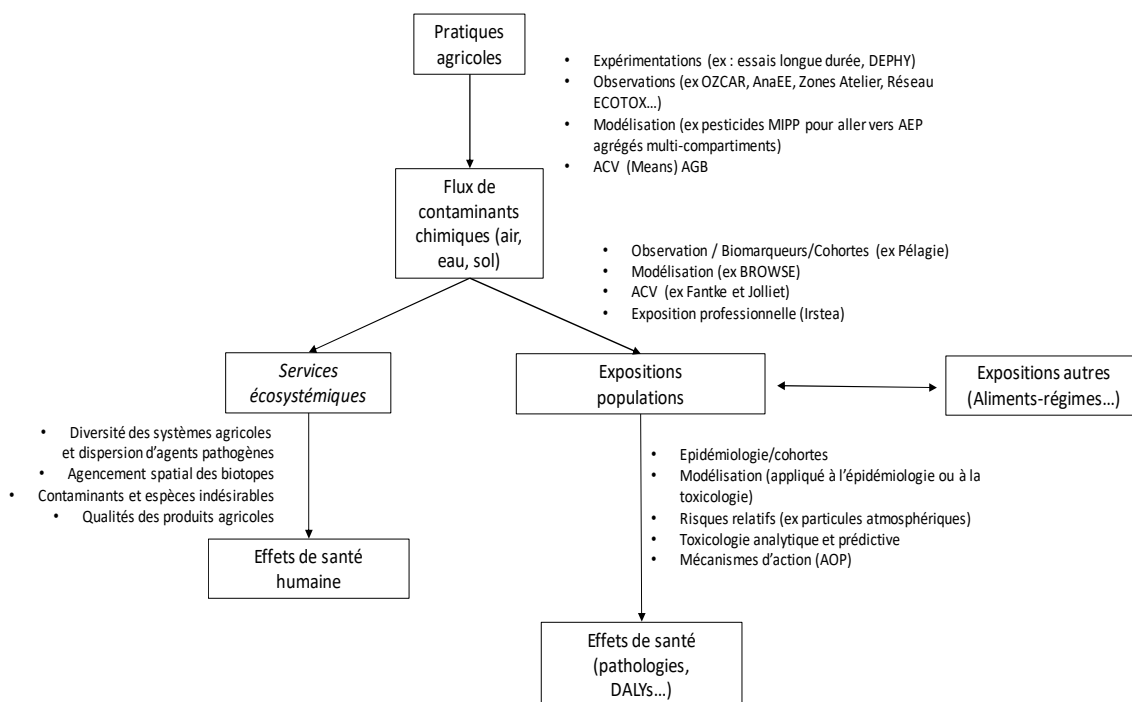 Pratiques
agricoles
• Expérimentations (ex : essais longue durée, DEPHY)
• Observations (ex OZCAR, AnaEE, Zones Atelier, Réseau
ECOTOX…)
• Modélisation (ex pesticides MIPP pour aller vers AEP
agrégés multi-compartiments)
• ACV (Means) AGB
Flux de
contaminants
chimiques (air,
eau, sol)
• Observation / Biomarqueurs/Cohortes (ex Pélagie)
• Modélisation (ex BROWSE)
• ACV (ex Fantke et Jolliet)
• Exposition professionnelle (Irstea)
Services
écosystémiques
Expositions
populations
Expositions autres
(Aliments-régimes…)
• Diversité des systèmes agricoles
et dispersion d'agents pathogènes
• Agencement spatial des biotopes
• Contaminants et espèces indésirables
• Qualités des produits agricoles
• Epidémiologie/cohortes
• Modélisation (appliqué à l'épidémiologie ou à la
toxicologie)
• Risques relatifs (ex particules atmosphériques)
• Toxicologie analytique et prédictive
• Mécanismes d'action (AOP)
Effets de santé
humaine
Effets de santé
(pathologies,
DALYs…)